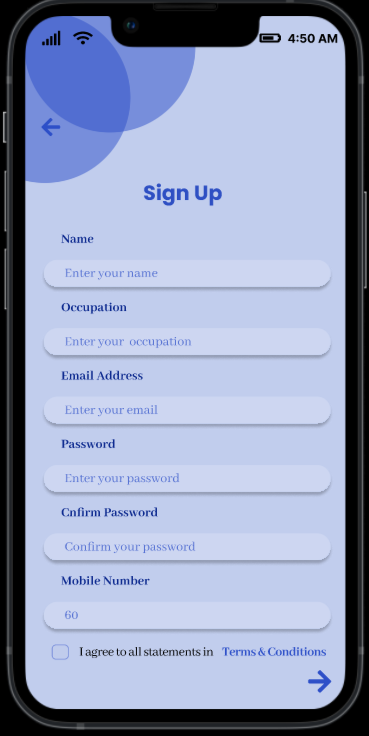 4:50 AM
Sign Up
Name
Enter your name
Occupation
Enter your occupation
Email Address
Enter your email
Password
Enter your password
Cnfirm Password
Confirm your password
Mobile Number
60
I agree to all statements in Terms & Conditions